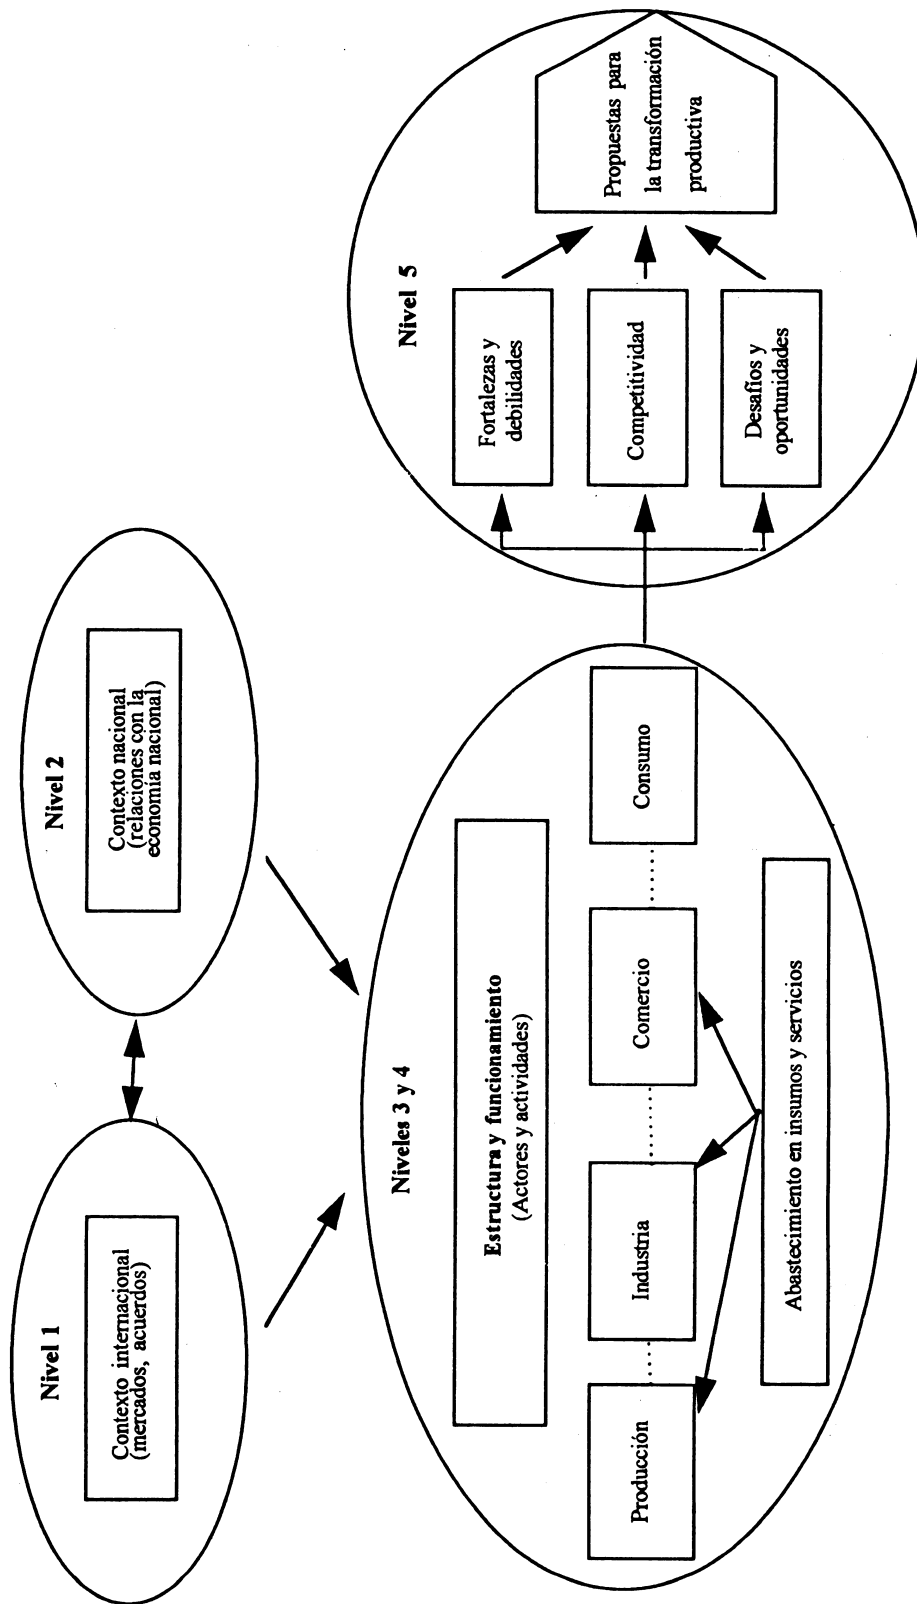 Nivel 1
Contexto internacional
(mercados, acuerdos)
Nivel 2
Contexto nacional
(relaciones con la
economia nacional)
Niveles 3 y 4
Estructura y funcionamiento
(Actores y actividades)
Producción
Industria
Comercio
Consumo
Abastecimiento en insumos y servicios
Nivel 5
Fortalezas y
debilidades
Competitividad
Desafíos y
oportunidades
Propuestas para
la transformación
productiva